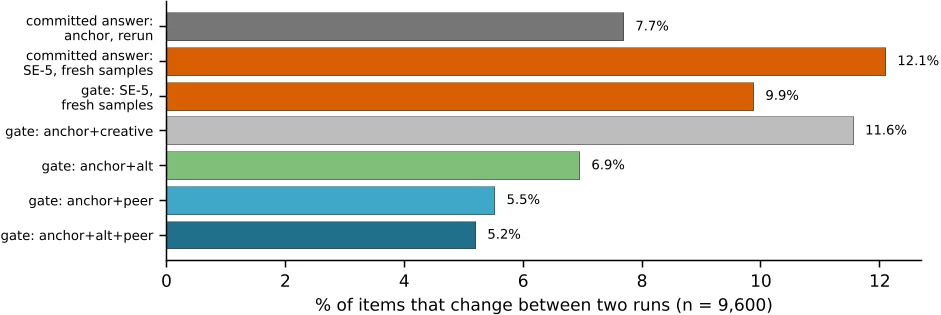 committed answer:
anchor, rerun
7.7%
committed answer:
SE-5, fresh samples
12.1%
gate: SE-5,
fresh samples
9.9%
gate: anchor+creative
11.6%
gate: anchor+alt
6.9%
gate: anchor+peer
5.5%
gate: anchor+alt+peer
5.2%
0 2 4 6 8 10 12
% of items that change between two runs (n = 9,600)